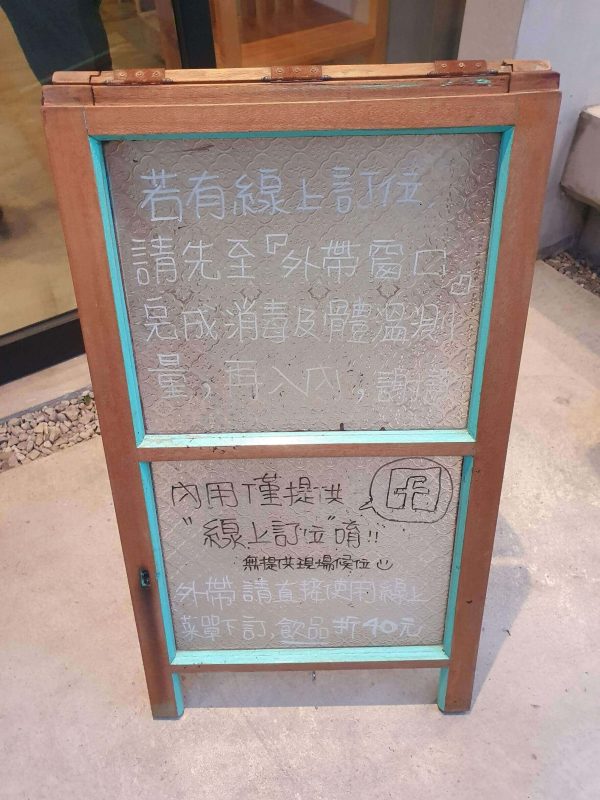 若有線上訂位
請先至『外帶窗口』
完成消毒及體溫測
量，再入內，謝謝
內用僅提供
"線上訂位"唷!!
無提供現場候位
外帶請直接使用線上
菜單下訂，飲品折40元